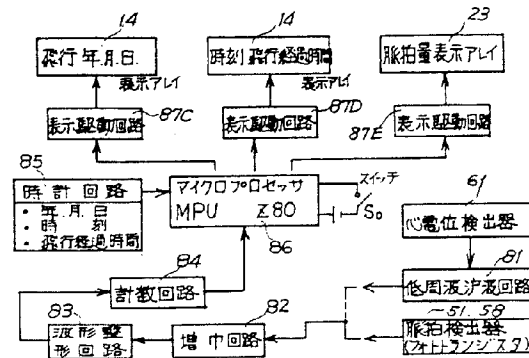 14
14
23
飛行 年.月.日.
表示アレイ
時刻 飛行経過時間
表示アレイ
脈拍量表示アレイ
87C
87D
87E
表示駆動回路
表示駆動回路
表示駆動回路
85
時計回路
・ 年.月.日
・ 時 刻
・ 飛行経過時間
マイクロプロセッサ
MPU Z80
86
スイッチ
S0
61
心電位検出器
84
計数回路
81
低周波沪波回路
83
波形整形回路
82
増巾回路
~51.58
脈拍検出器
(フォトトランジスタ)